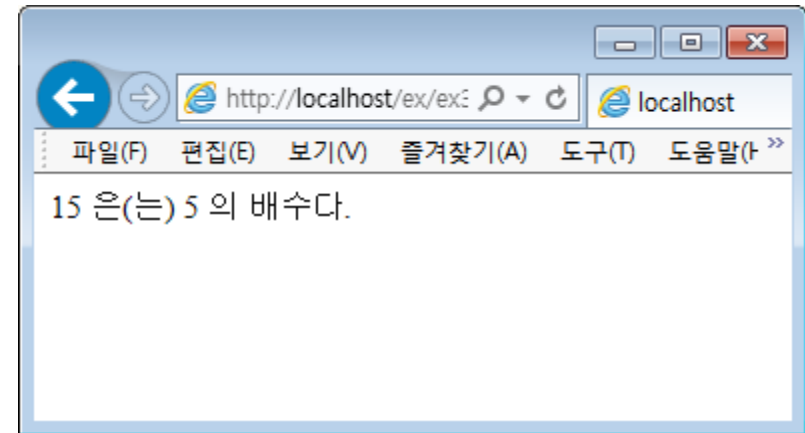 http://localhost/ex/ex3 localhost
파일(F) 편집(E) 보기(V) 즐겨찾기(A) 도구(T) 도움말(H »
15 은(는) 5 의 배수다.